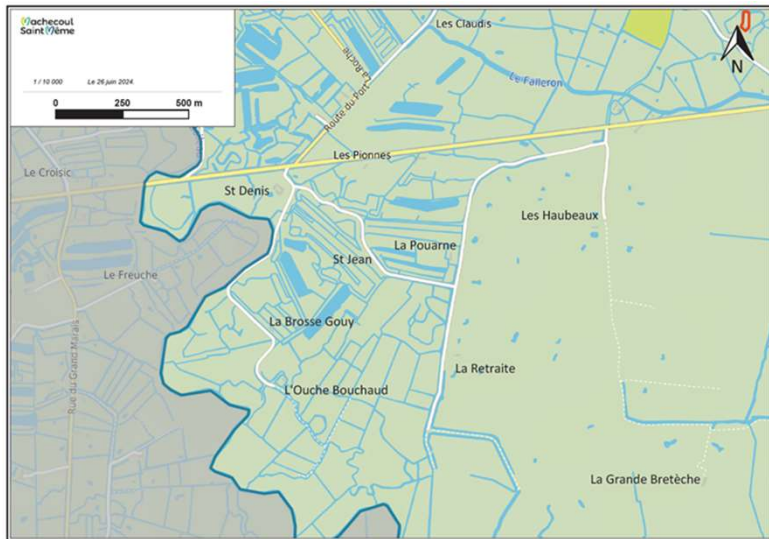 Machecoul
Saint Même
1 / 10 000 Le 26 juin 2024.
0 250 500 m
N
Les Claudis
La Roche
Le Falleron
Route du Port
Les Pionnes
Le Croisic
St Denis
Les Haubeaux
La Pouarne
St Jean
Le Freuche
La Brosse Gouy
Rue du Grand Marais
La Retraite
L'Ouche Bouchaud
La Grande Bretèche